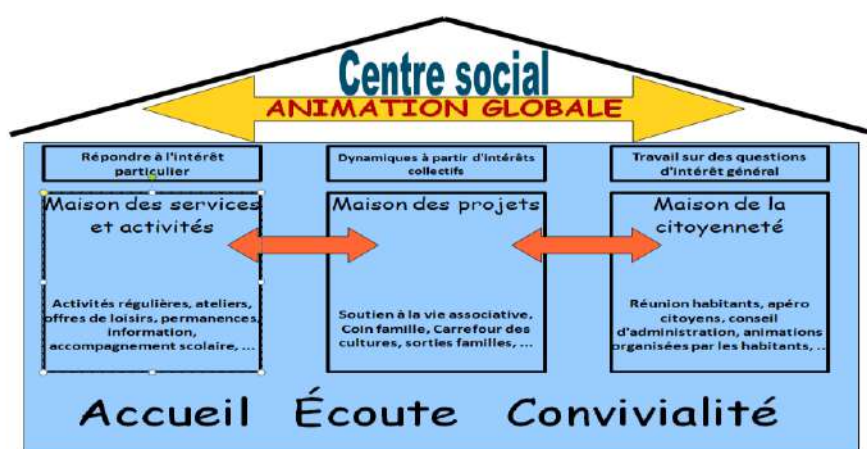 Centre social
ANIMATION GLOBALE
Répondre à l'intérêt
particulier
Dynamiques à partir d'intérêts
collectifs
Travail sur des questions
d'intérêt général
Maison des services
et activités
Maison des projets
Maison de la
citoyenneté
Activités régulières, ateliers,
offres de loisirs, permanences,
information,
accompagnement scolaire, ...
Soutien à la vie associative,
Coin famille, Carrefour des
cultures, sorties familles, ...
Réunion habitants, apéro
citoyens, conseil
d'administration, animations
organisées par les habitants, ..
Accueil Écoute Convivialité